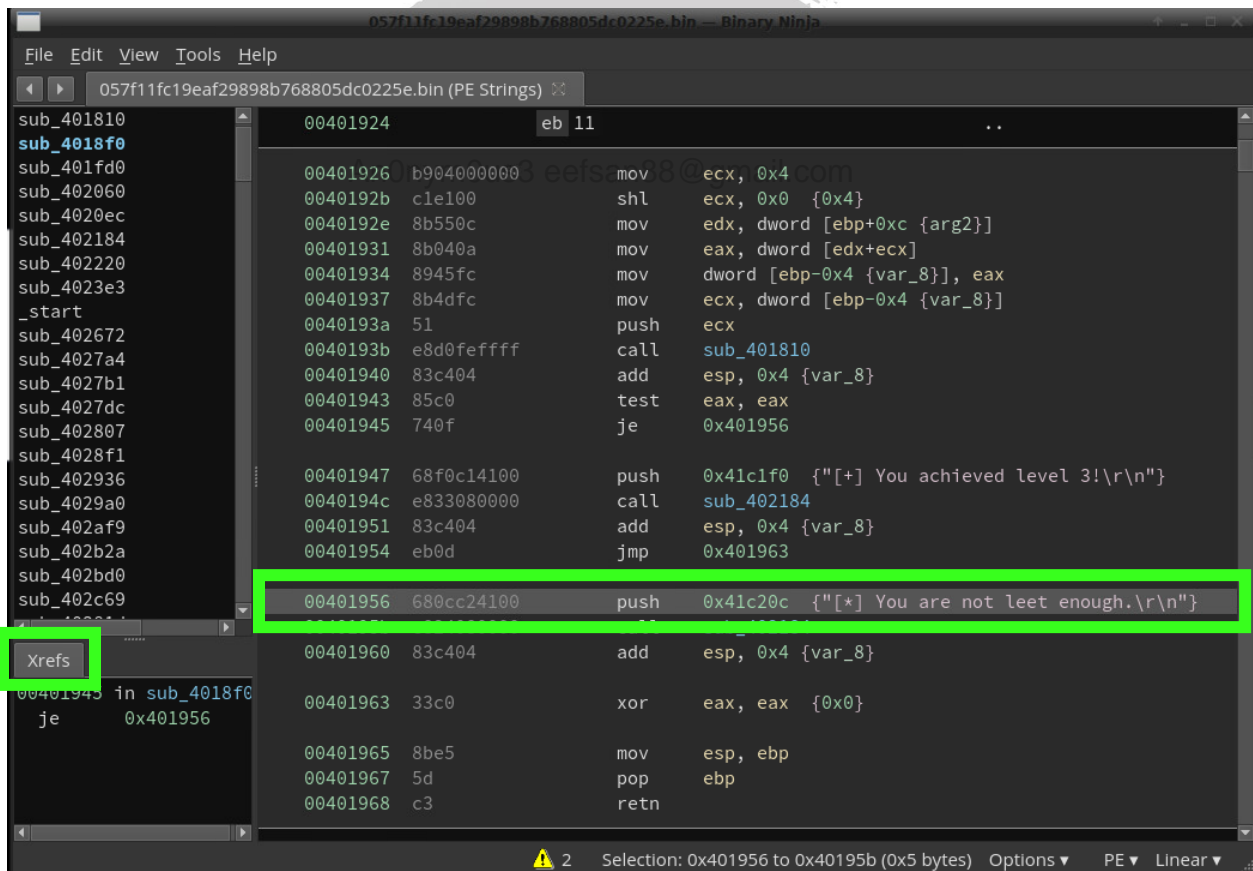 057f11fc19eaf29898b768805dc0225e.bin — Binary Ninja
File Edit View Tools Help
057f11fc19eaf29898b768805dc0225e.bin (PE Strings)
sub_401810
sub_4018f0
sub_401fd0
sub_402060
sub_4020ec
sub_402184
sub_402220
sub_4023e3
_start
sub_402672
sub_4027a4
sub_4027b1
sub_4027dc
sub_402807
sub_4028f1
sub_402936
sub_4029a0
sub_402af9
sub_402b2a
sub_402bd0
sub_402c69
00401924 eb 11 ..
00401926 b904000000 mov ecx, 0x4
0040192b c1e100 shl ecx, 0x0 {0x4}
0040192e 8b550c mov edx, dword [ebp+0xc {arg2}]
00401931 8b040a mov eax, dword [edx+ecx]
00401934 8945fc mov dword [ebp-0x4 {var_8}], eax
00401937 8b4dfc mov ecx, dword [ebp-0x4 {var_8}]
0040193a 51 push ecx
0040193b e8d0feffff call sub_401810
00401940 83c404 add esp, 0x4 {var_8}
00401943 85c0 test eax, eax
00401945 740f je 0x401956
00401947 68f0c14100 push 0x41c1f0 {"[+] You achieved level 3!\r\n"}
0040194c e833080000 call sub_402184
00401951 83c404 add esp, 0x4 {var_8}
00401954 eb0d jmp 0x401963
00401956 680cc24100 push 0x41c20c {"[*] You are not leet enough.\r\n"}
00401960 83c404 add esp, 0x4 {var_8}
00401963 33c0 xor eax, eax {0x0}
00401965 8be5 mov esp, ebp
00401967 5d pop ebp
00401968 c3 retn
Xrefs
00401945 in sub_4018f0
je 0x401956
2 Selection: 0x401956 to 0x40195b (0x5 bytes) Options PE Linear